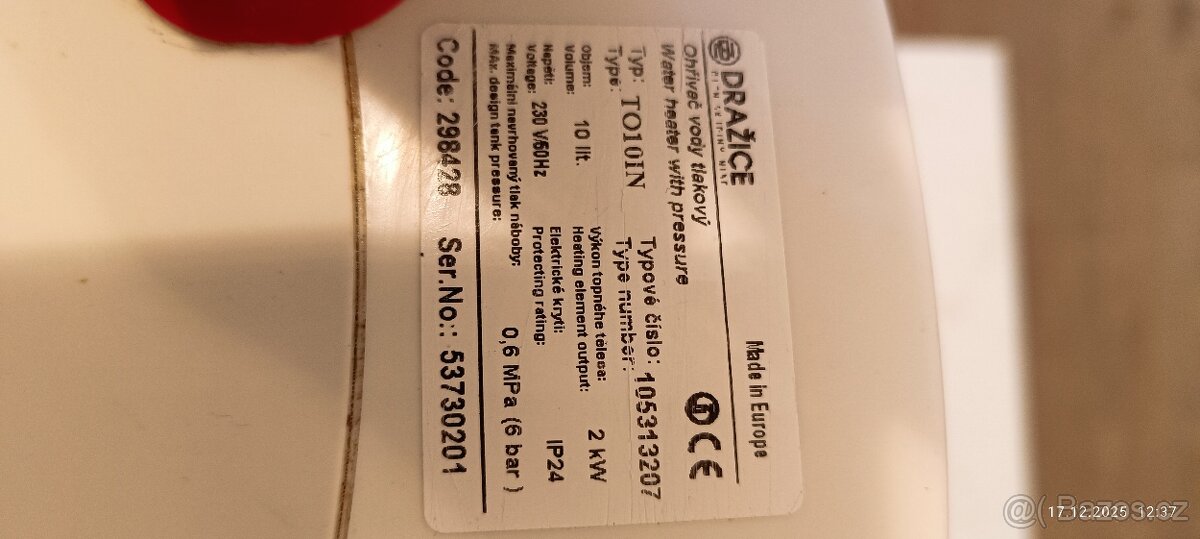 DRAŽICE
Made in Europe
Ohřívač vody tlakový
Water heater with pressure
Typ: TO10IN Typové číslo: 105313207
Type: Type number:
Objem: 10 lit. Výkon topného tělesa: 2 kW
Volume: Heating element output:
Napětí: 230 V/50Hz Elektrické krytí: IP24
Voltage: Protecting rating:
Maximální navrhovaný tlak nádoby: 0,6 MPa (6 bar )
MAx. design tank pressure:
Code: 298428 Ser.No:: 53730201
@ Bezos.cz
17.12.2025 12:37